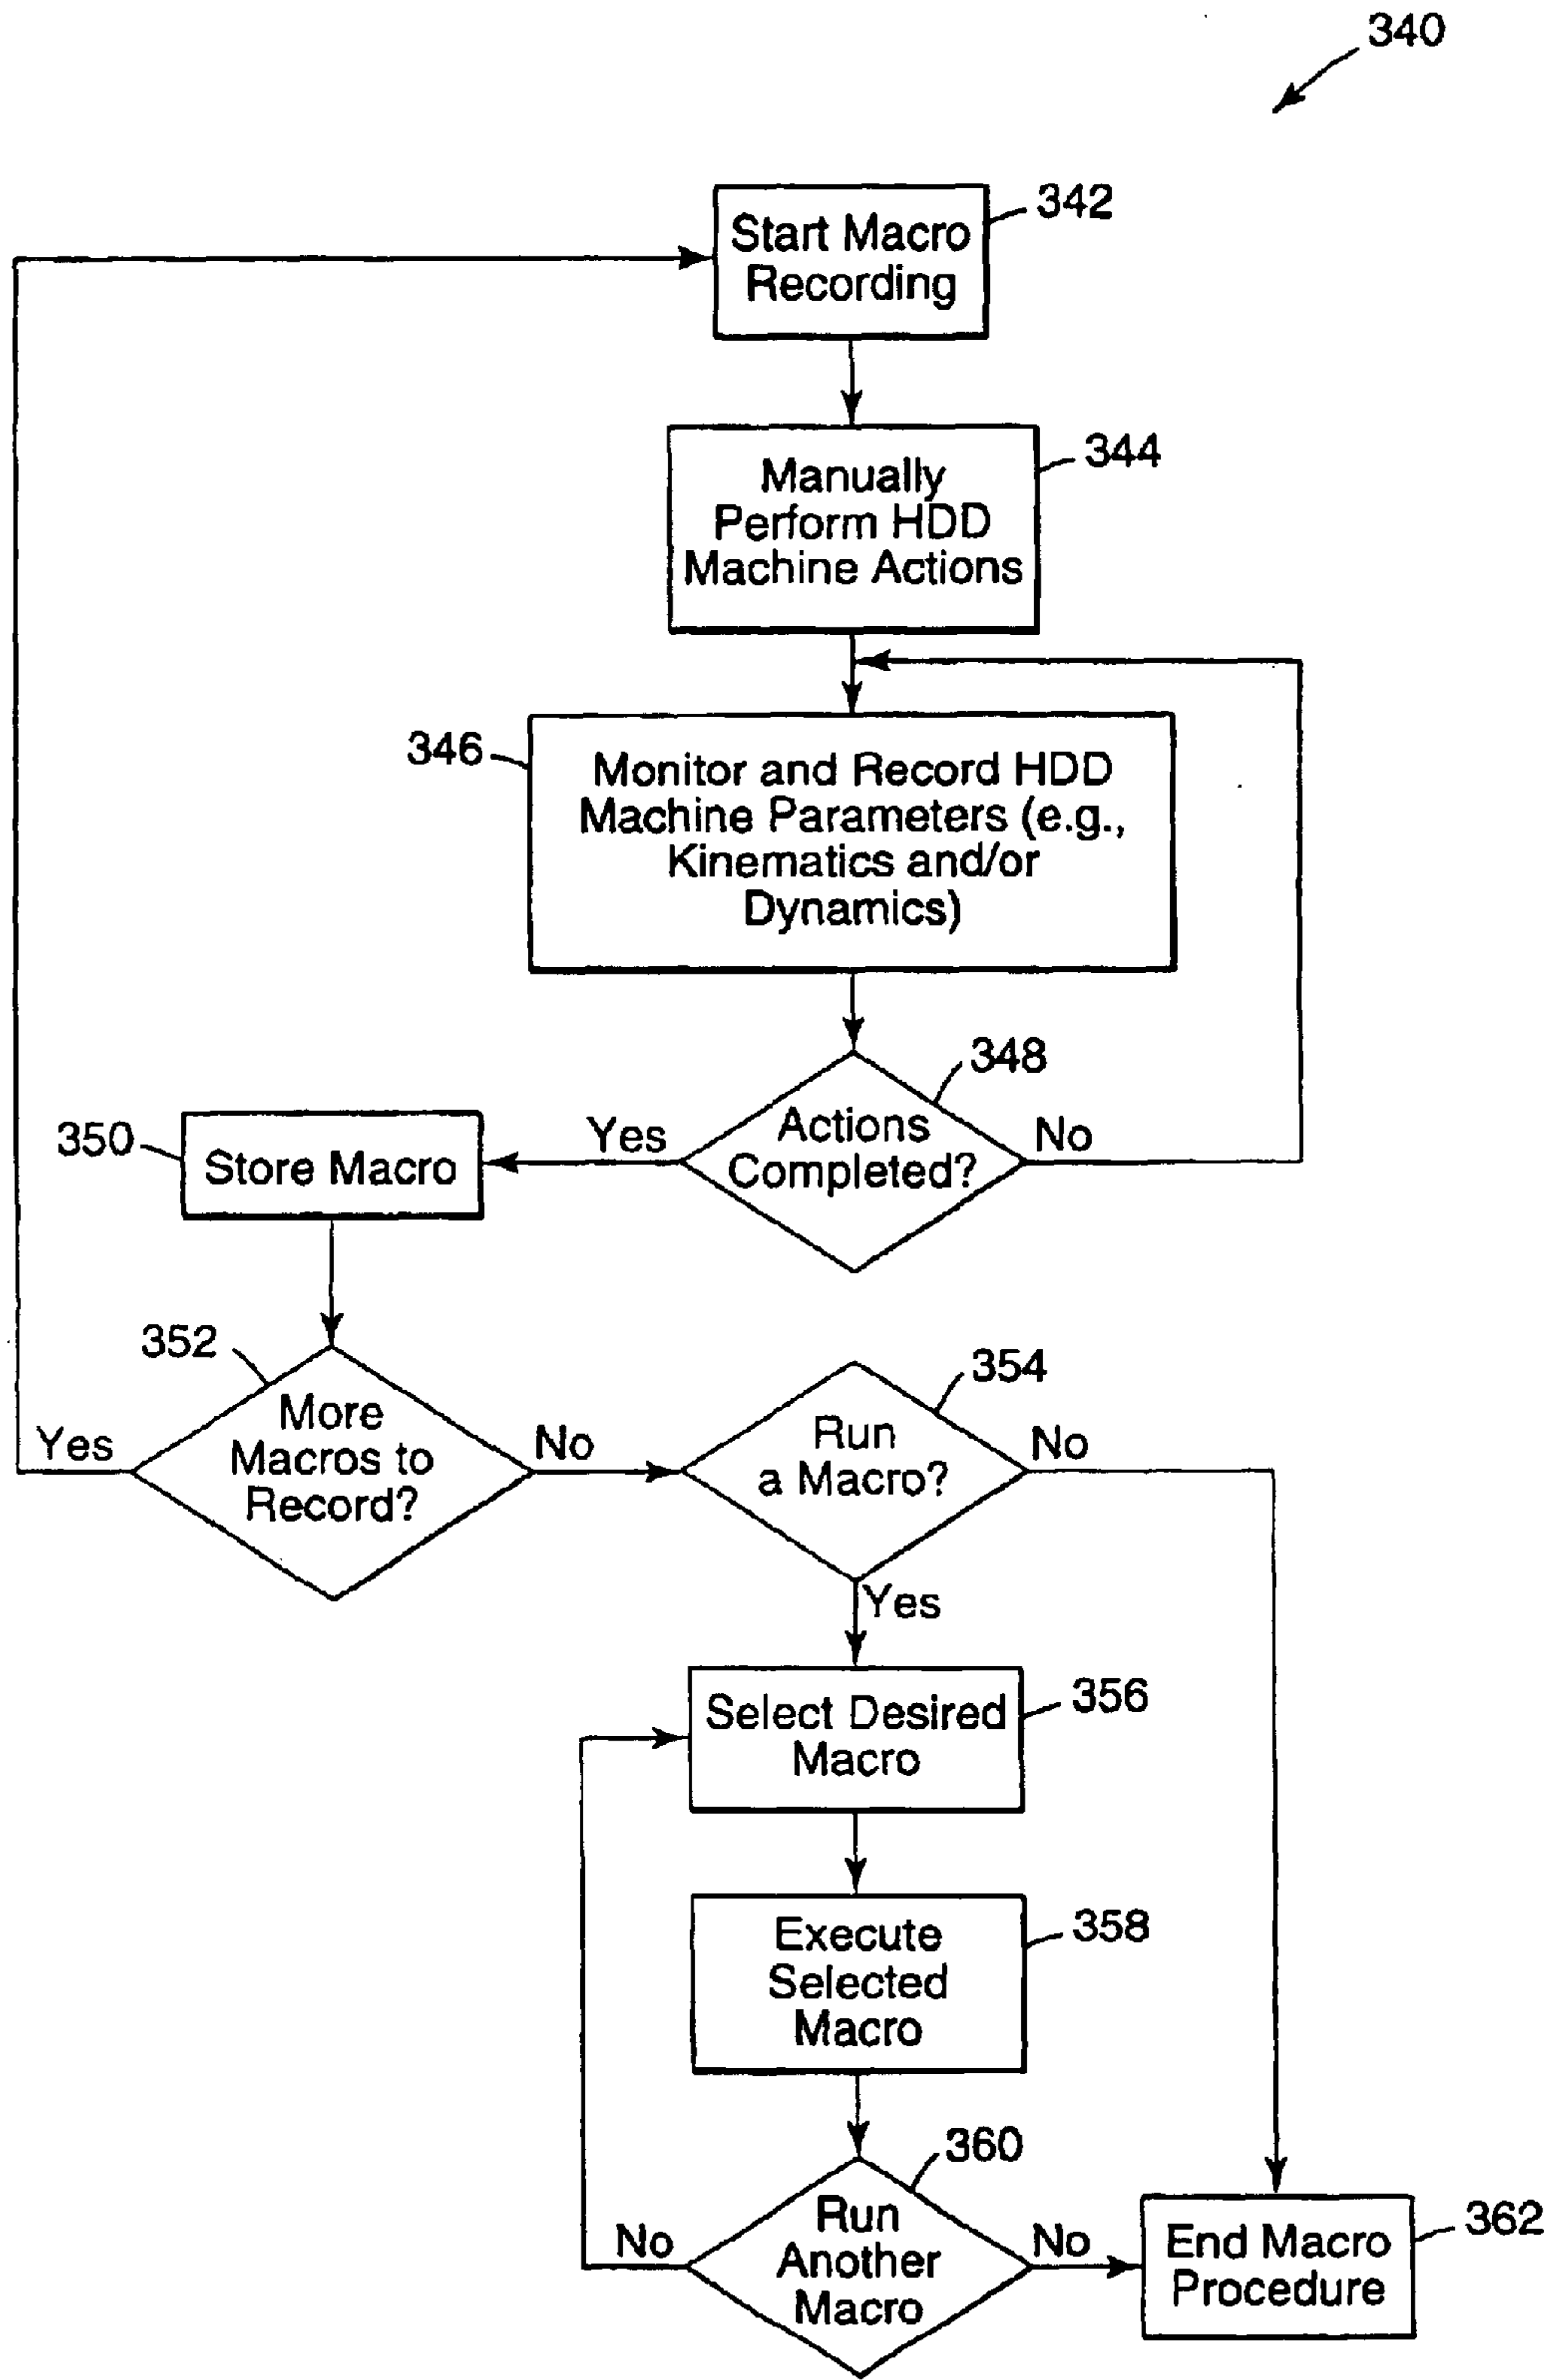 340
342
Start Macro
Recording
344
Manually
Perform HDD
Machine Actions
346
Monitor and Record HDD
Machine Parameters (e.g.,
Kinematics and/or
Dynamics)
348
Actions
Completed?
Yes
No
350
Store Macro
352
More
Macros to
Record?
Yes
No
354
Run
a Macro?
No
Yes
356
Select Desired
Macro
358
Execute
Selected
Macro
360
Run
Another
Macro
No
No
362
End Macro
Procedure